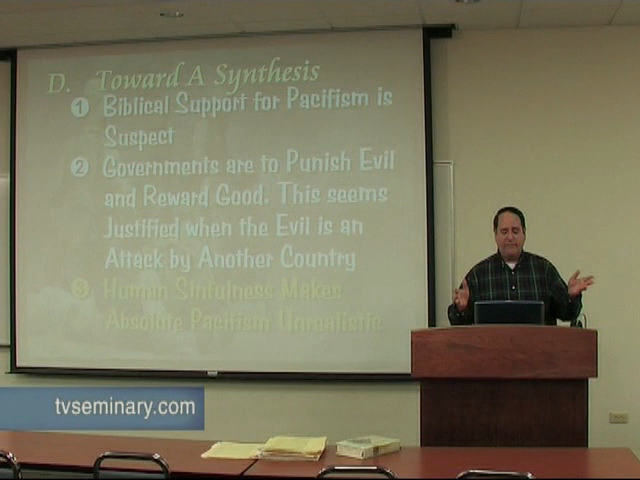 D. Toward A Synthesis
1 Biblical Support for Pacifism is
Suspect
2 Governments are to Punish Evil
and Reward Good. This seems
Justified when the Evil is an
Attack by Another Country
3 Human Sinfulness Makes
Absolute Pacifism Unrealistic
tvseminary.com